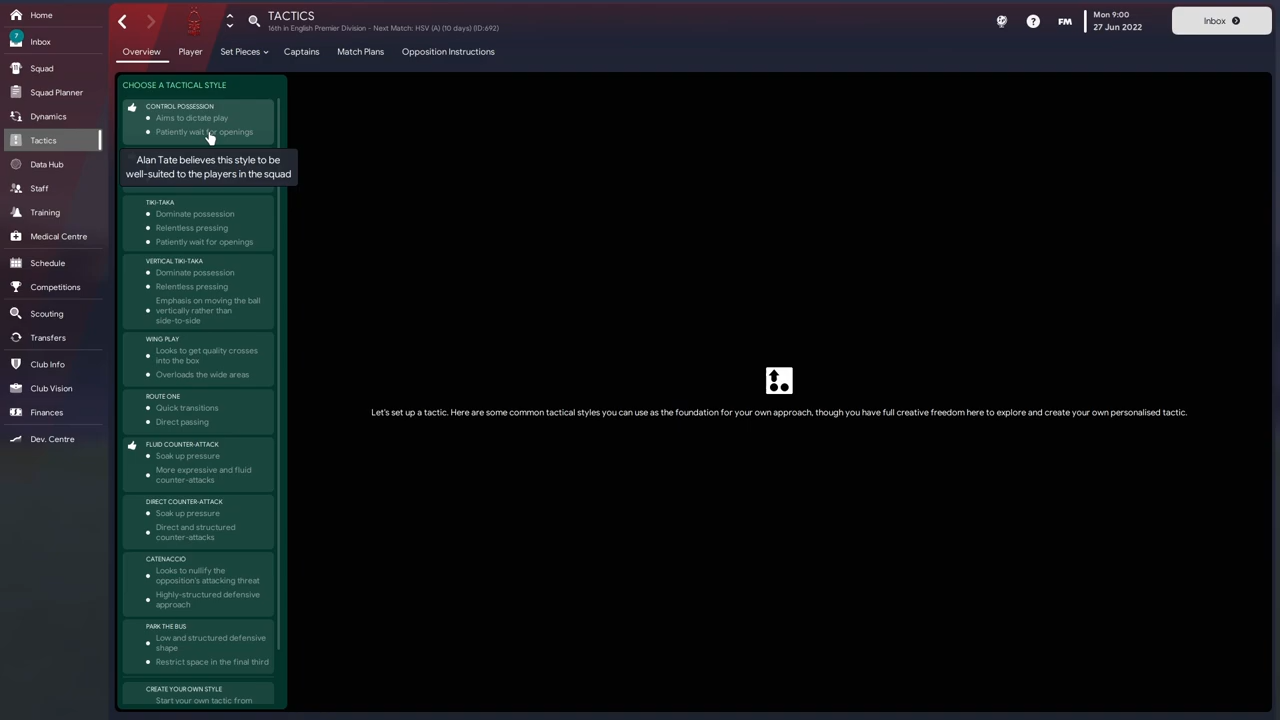 TACTICS
16th in English Premier Division - Next Match: HSV (A) (10 days) (ID:692)
FM
Mon 9:00
27 Jun 2022
Inbox
7
Inbox
Home
Squad
Squad Planner
Dynamics
Tactics
Data Hub
Staff
Training
Medical Centre
Schedule
Competitions
Scouting
Transfers
Club Info
Club Vision
Finances
Dev. Centre
Overview
Player
Set Pieces
Captains
Match Plans
Opposition Instructions
CHOOSE A TACTICAL STYLE
CONTROL POSSESSION
Aims to dictate play
Patiently wait for openings
Alan Tate believes this style to be
well-suited to the players in the squad
TIKI-TAKA
Dominate possession
Relentless pressing
Patiently wait for openings
VERTICAL TIKI-TAKA
Dominate possession
Relentless pressing
Emphasis on moving the ball
vertically rather than
side-to-side
WING PLAY
Looks to get quality crosses
into the box
Overloads the wide areas
ROUTE ONE
Quick transitions
Direct passing
FLUID COUNTER-ATTACK
Soak up pressure
More expressive and fluid
counter-attacks
DIRECT COUNTER-ATTACK
Soak up pressure
Direct and structured
counter-attacks
CATENACCIO
Looks to nullify the
opposition's attacking threat
Highly-structured defensive
approach
PARK THE BUS
Low and structured defensive
shape
Restrict space in the final third
CREATE YOUR OWN STYLE
Start your own tactic from
Let's set up a tactic. Here are some common tactical styles you can use as the foundation for your own approach, though you have full creative freedom here to explore and create your own personalised tactic.